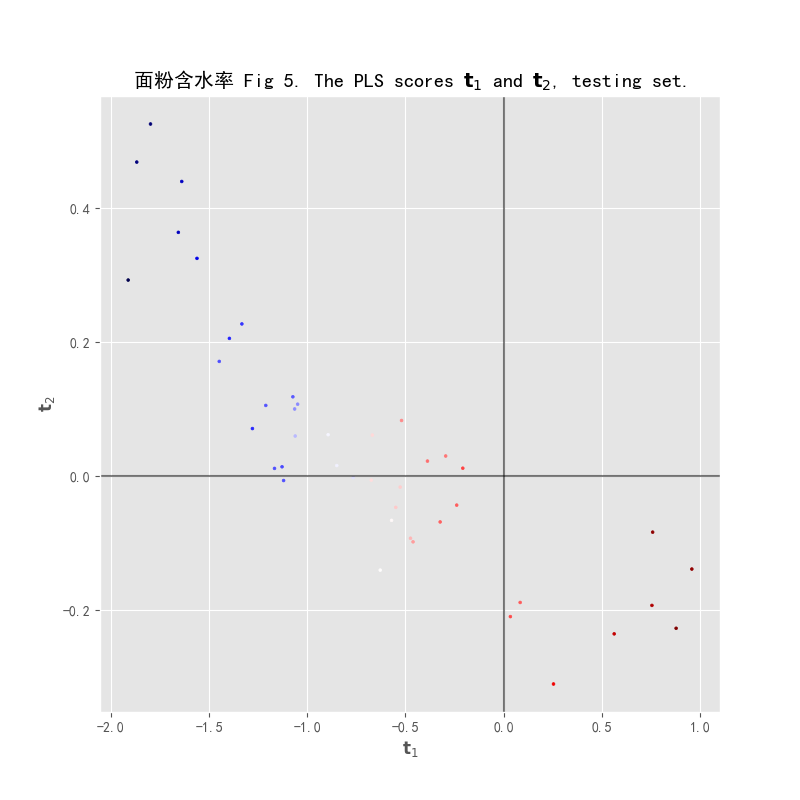 面粉含水率 Fig 5. The PLS scores t₁ and t₂, testing set.
0.4
0.2
0.0
−0.2
t₂
−2.0 −1.5 −1.0 −0.5 0.0 0.5 1.0
t₁